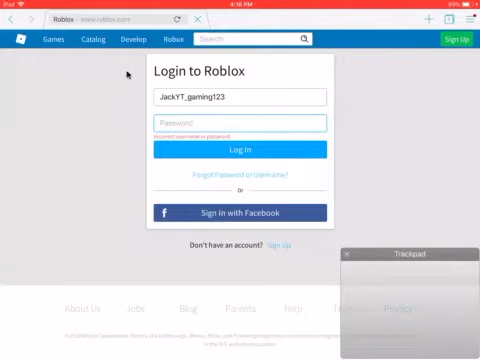 iPad
4:16 PM
69%
Roblox - www.roblox.com
Games
Catalog
Develop
Robux
Search
Sign Up
Login to Roblox
JackYT_gaming123
Password
Incorrect username or password.
Log In
Forgot Password or Username?
Or
f
Sign In with Facebook
Don't have an account? Sign Up
Trackpad
About Us
Jobs
Blog
Parents
Help
Privacy